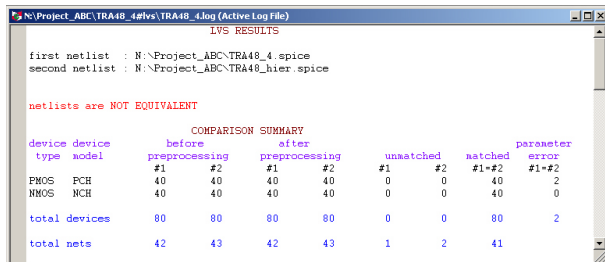 N:\Project_ABC\TRA48_4#lvs\TRA48_4.log (Active Log File)
LVS RESULTS
first netlist : N:\Project_ABC\TRA48_4.spice
second netlist : N:\Project_ABC\TRA48_hier.spice
netlists are NOT EQUIVALENT
COMPARISON SUMMARY
device device before after parameter
type model preprocessing preprocessing unmatched matched error
#1 #2 #1 #2 #1 #2 #1=#2 #1=#2
PMOS PCH 40 40 40 40 0 0 40 2
NMOS NCH 40 40 40 40 0 0 40 0
total devices 80 80 80 80 0 0 80 2
total nets 42 43 42 43 1 2 41